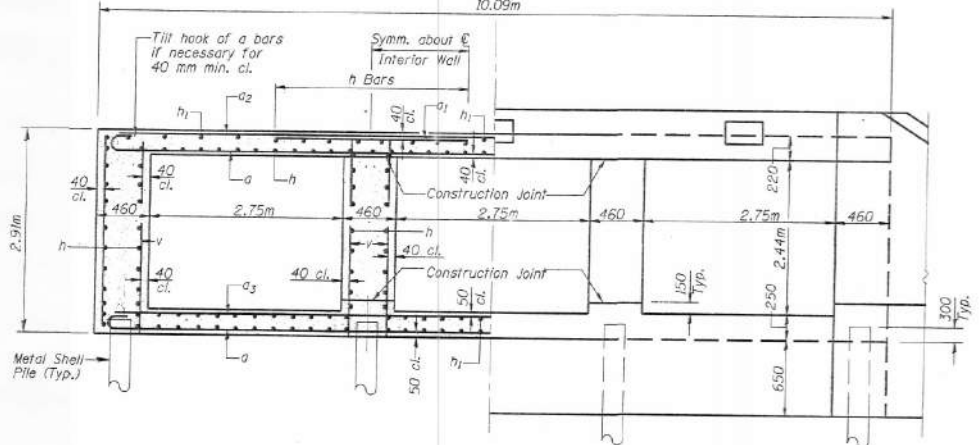 10.09m
Tilt hook of a bars
if necessary for
40 mm min. cl.
Symm. about ℄
Interior Wall
h Bars
h1
a2
40
cl.
a1
h1
40
cl.
40
cl.
a
h
40
cl.
Construction Joint
220
2.91m
460
2.75m
460
2.75m
460
2.75m
460
h
v
h
v
40 cl.
2.44m
40
cl.
40 cl.
Construction Joint
a3
50
cl.
150
Typ.
250
300
Typ.
Metal Shell
Pile (Typ.)
a
50 cl.
h1
650